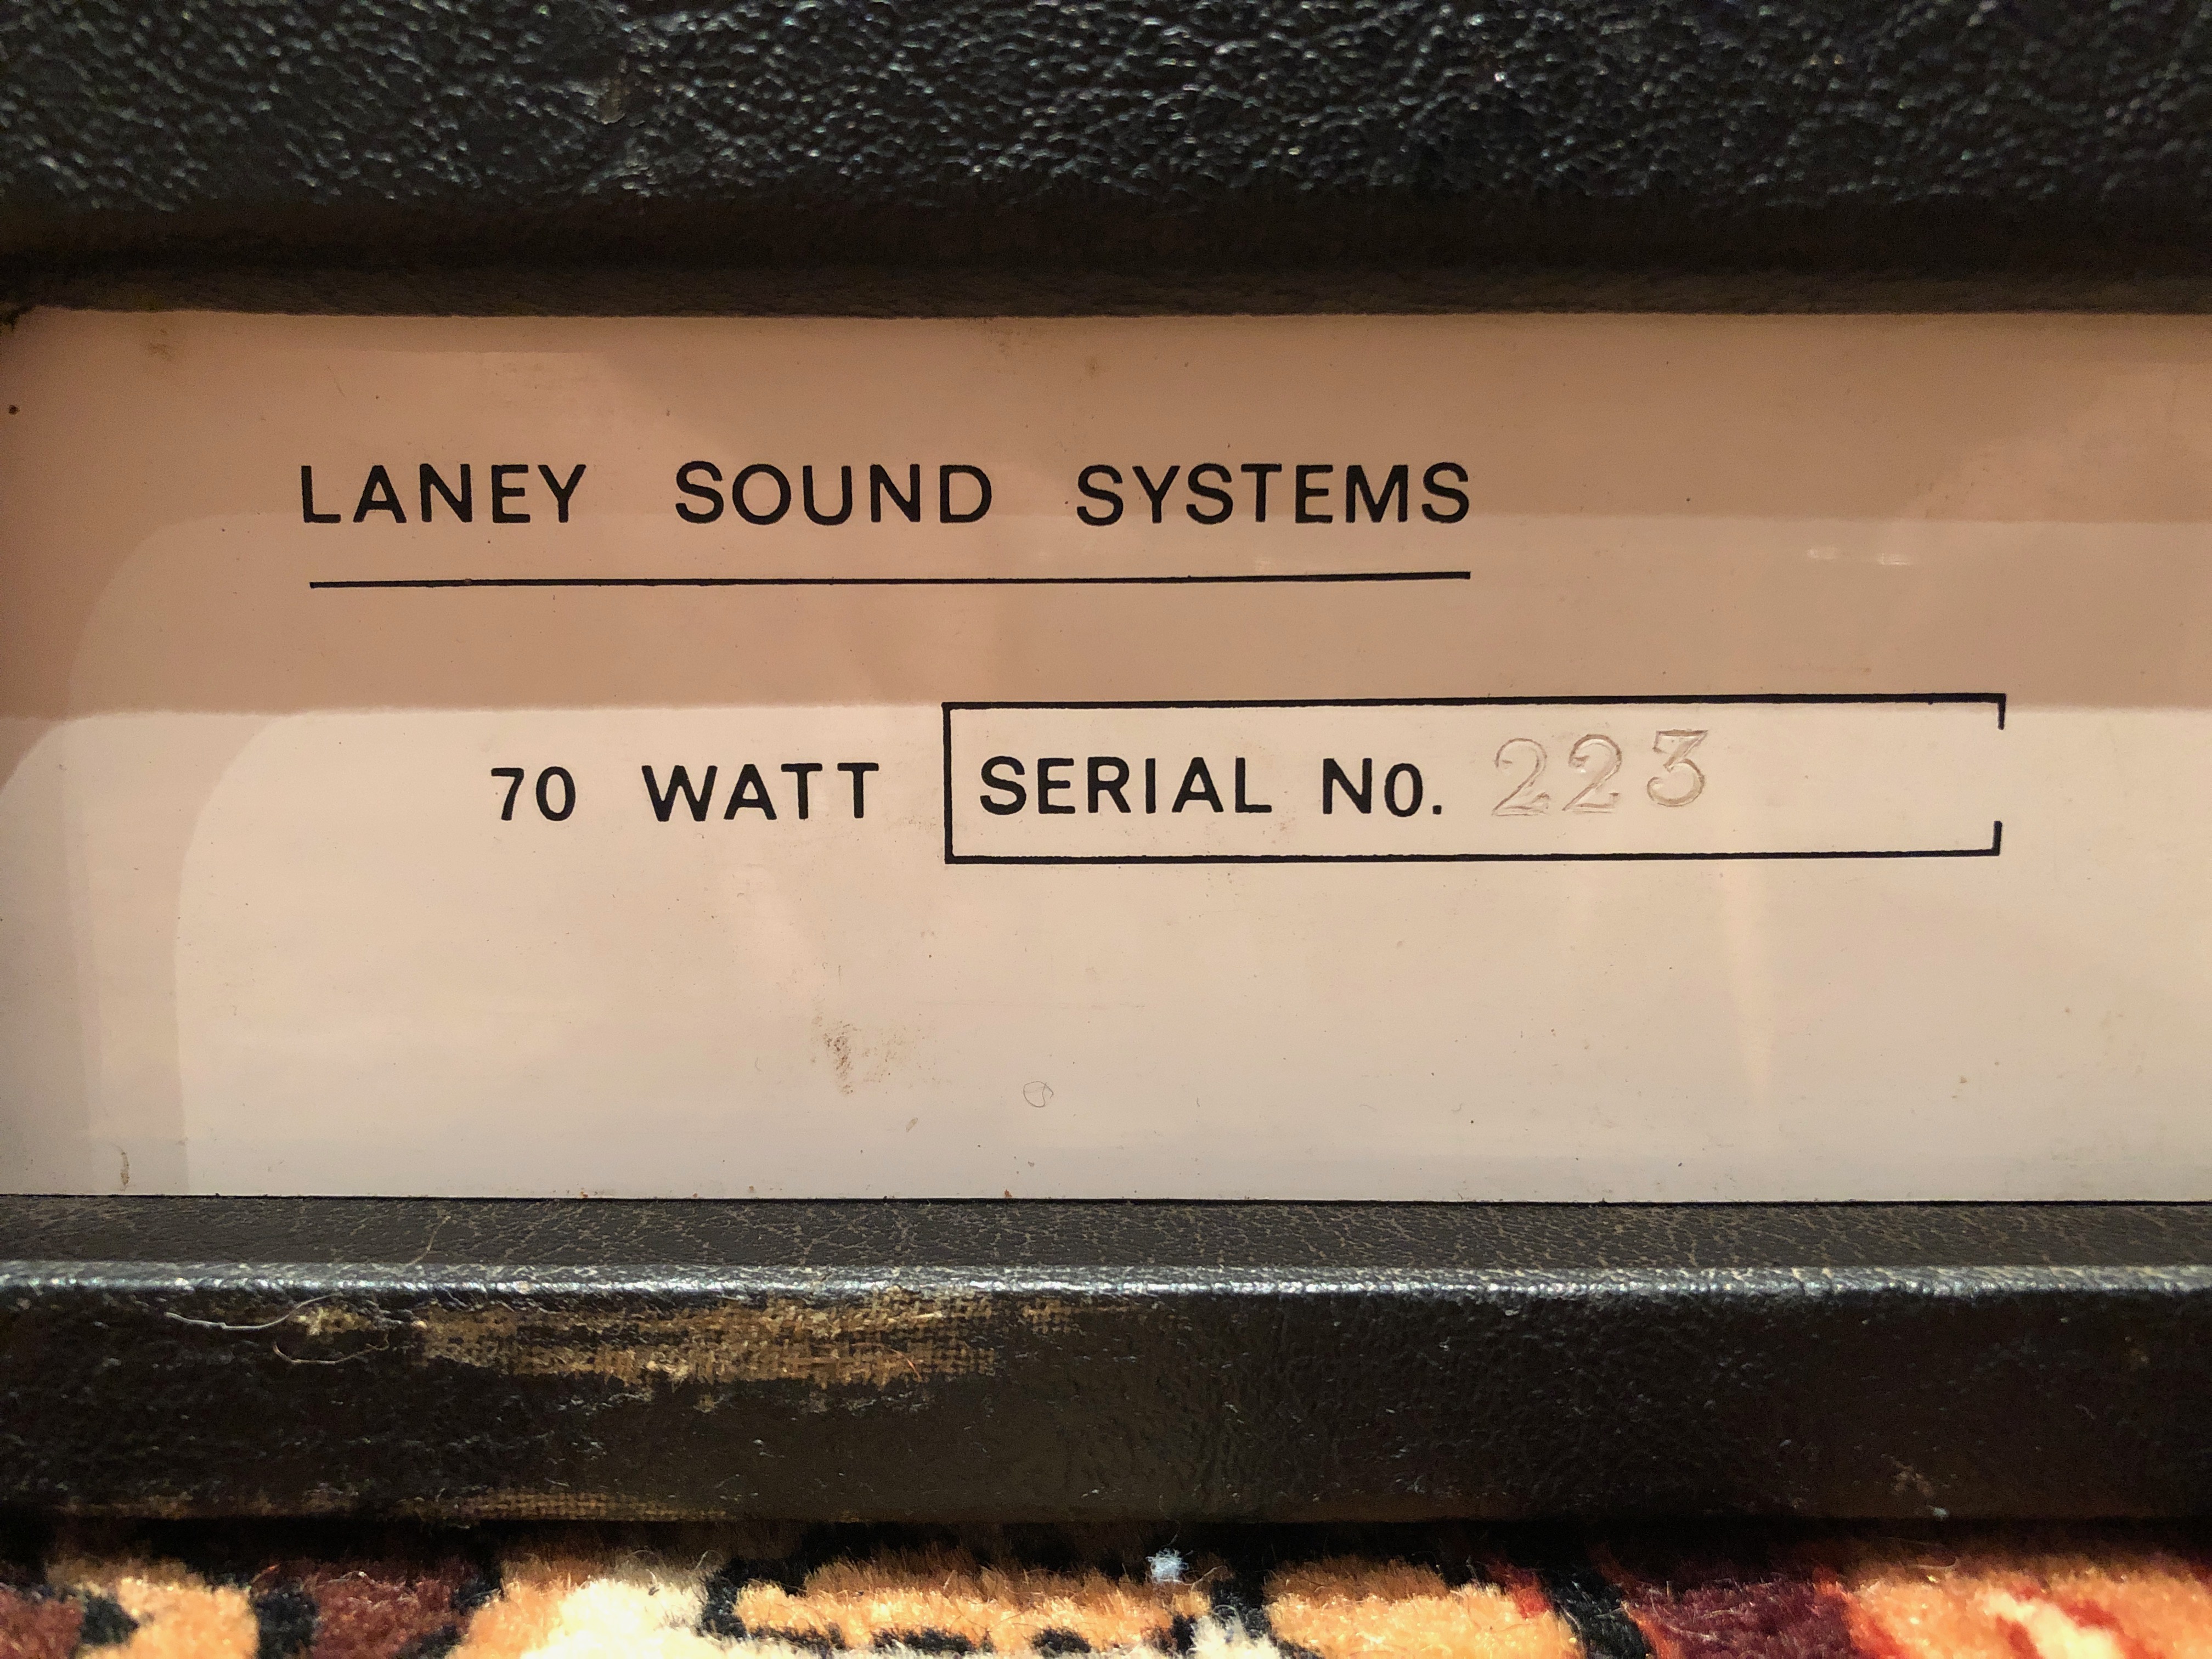 LANEY SOUND SYSTEMS
70 WATT SERIAL NO. 223